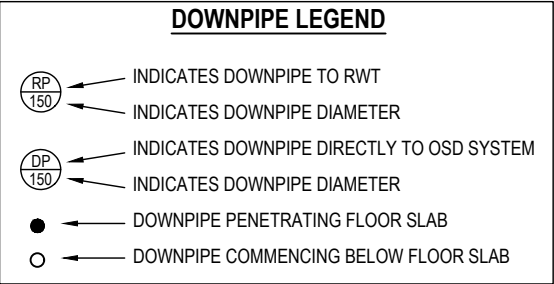 DOWNPIPE LEGEND
RP
150
INDICATES DOWNPIPE TO RWT
INDICATES DOWNPIPE DIAMETER
DP
150
INDICATES DOWNPIPE DIRECTLY TO OSD SYSTEM
INDICATES DOWNPIPE DIAMETER
DOWNPIPE PENETRATING FLOOR SLAB
DOWNPIPE COMMENCING BELOW FLOOR SLAB